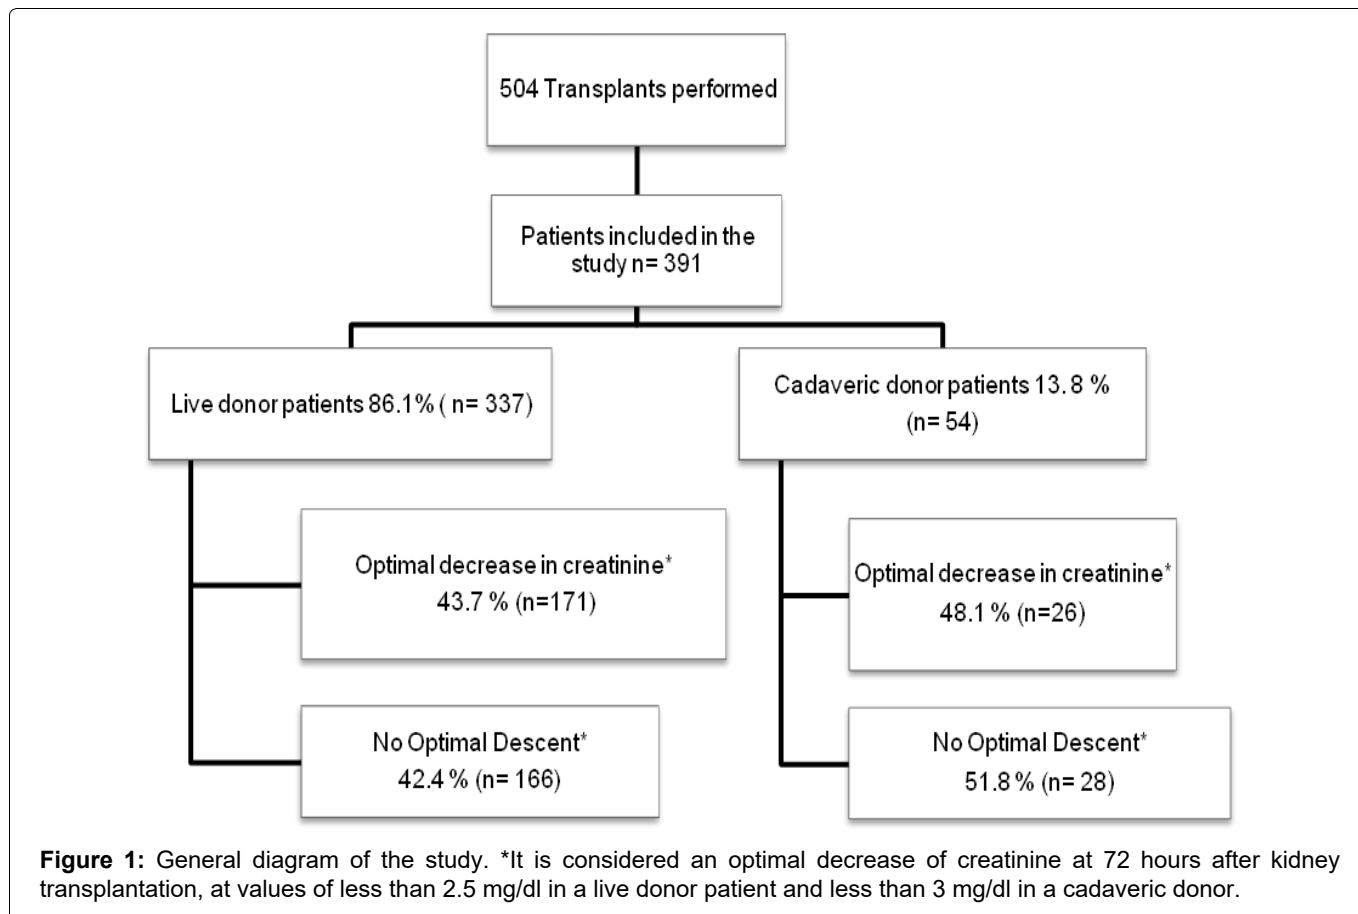 504 Transplants performed
Patients included in the
study n= 391
Live donor patients 86.1% ( n= 337)
Cadaveric donor patients 13. 8 %
(n= 54)
Optimal decrease in creatinine*
43.7 % (n=171)
Optimal decrease in creatinine*
48.1 % (n=26)
No Optimal Descent*
42.4 % (n= 166)
No Optimal Descent*
51.8 % (n= 28)
Figure 1: General diagram of the study. *It is considered an optimal decrease of creatinine at 72 hours after kidney
transplantation, at values of less than 2.5 mg/dl in a live donor patient and less than 3 mg/dl in a cadaveric donor.